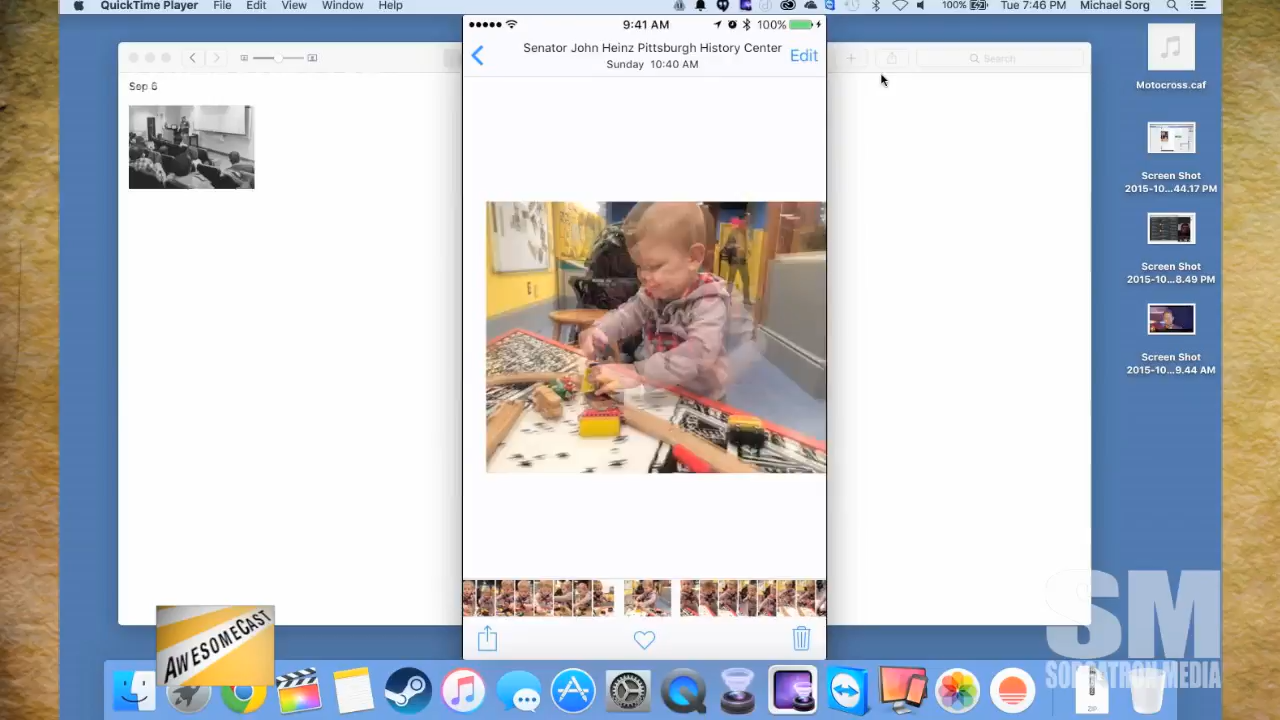 QuickTime Player File Edit View Window Help
100% Tue 7:46 PM Michael Sorg
9:41 AM 100%
Senator John Heinz Pittsburgh History Center
Sunday 10:40 AM
Edit
Search
Sep 6
Motocross.caf
Screen Shot
2015-10...44.17 PM
Screen Shot
2015-10...8.49 PM
Screen Shot
2015-10...9.44 AM
AWESOMECAST
SM
SORGATRON MEDIA
ZIP